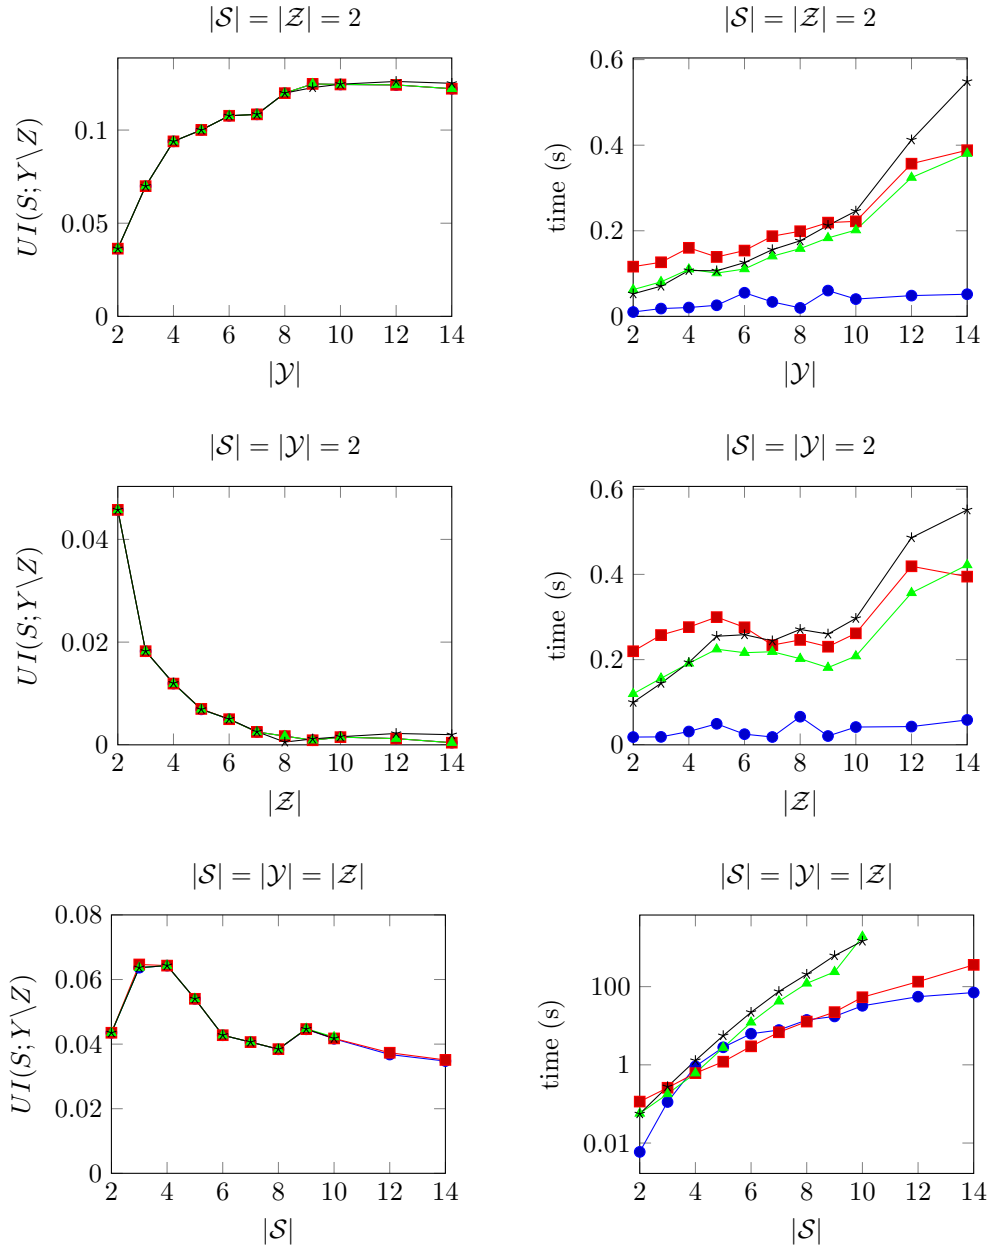 |𝒮| = |𝒵| = 2
UI(S; Y\Z)
0.1
0.05
0
2 4 6 8 10 12 14
|𝒴|
|𝒮| = |𝒵| = 2
time (s)
0.6
0.4
0.2
0
2 4 6 8 10 12 14
|𝒴|
|𝒮| = |𝒴| = 2
UI(S; Y\Z)
0.04
0.02
0
2 4 6 8 10 12 14
|𝒵|
|𝒮| = |𝒴| = 2
time (s)
0.6
0.4
0.2
0
2 4 6 8 10 12 14
|𝒵|
|𝒮| = |𝒴| = |𝒵|
UI(S; Y\Z)
0.08
0.06
0.04
0.02
0
2 4 6 8 10 12 14
|𝒮|
|𝒮| = |𝒴| = |𝒵|
time (s)
100
1
0.01
2 4 6 8 10 12 14
|𝒮|